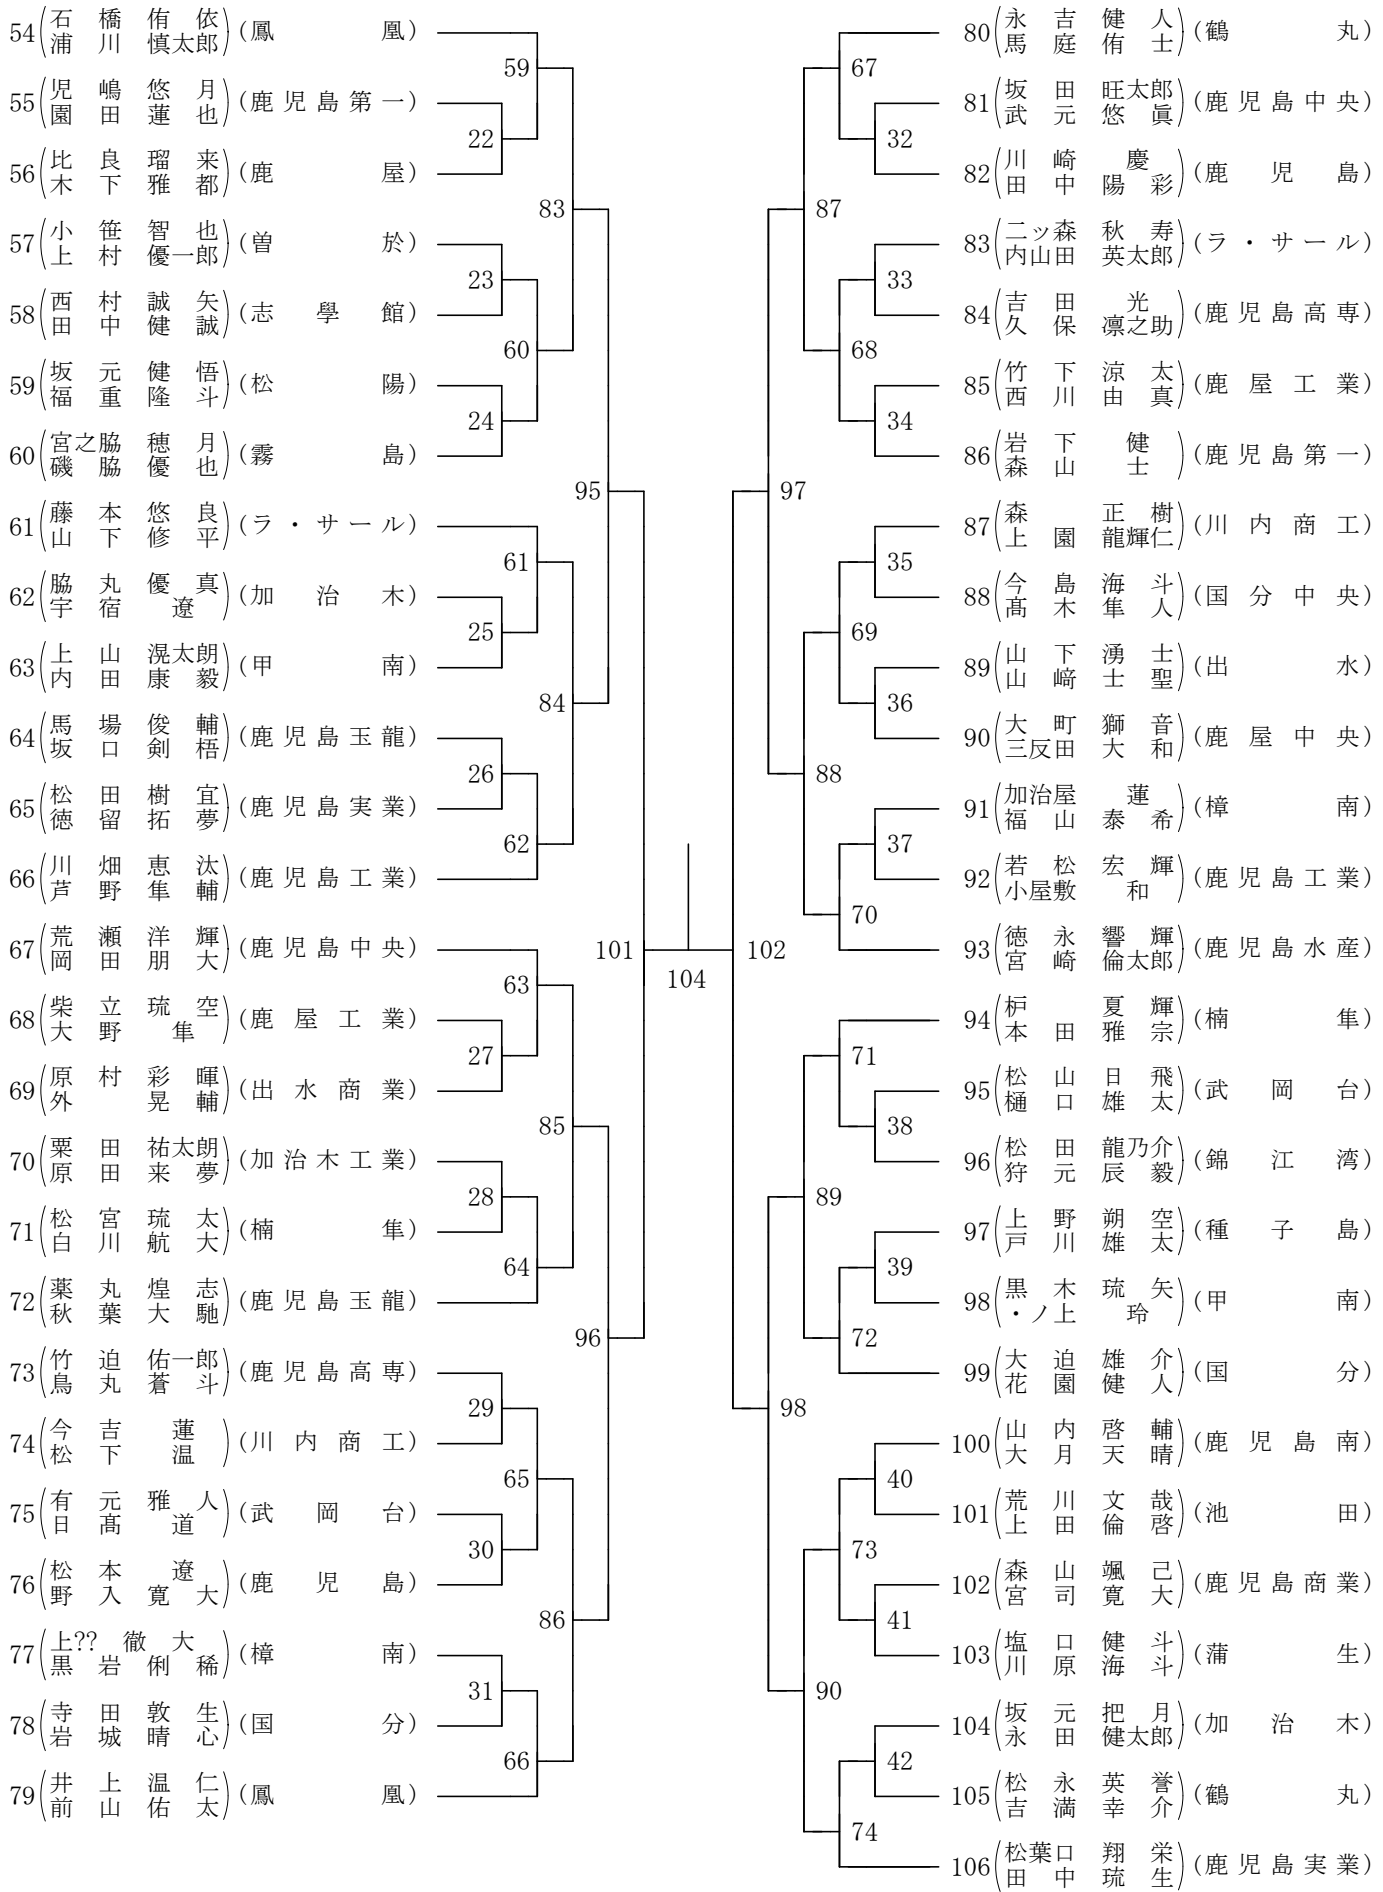 54 石橋侑依 浦川慎太郎 (鳳凰)
55 児嶋悠月 園田蓮也 (鹿児島第一)
56 比良瑠来 木下雅都 (鹿屋)
57 小笹智也 上村優一郎 (曽於)
58 西村誠矢 田中健誠 (志學館)
59 坂元健悟 福重隆斗 (松陽)
60 宮之脇穂月 磯脇優也 (霧島)
61 藤本悠良 山下修平 (ラ・サール)
62 脇丸優真 宇宿遼 (加治木)
63 上山滉太朗 内田康毅 (甲南)
64 馬場俊輔 坂口剣梧 (鹿児島玉龍)
65 松田樹宜 徳留拓夢 (鹿児島実業)
66 川畑恵汰 芦野隼輔 (鹿児島工業)
67 荒瀬洋輝 岡田朋大 (鹿児島中央)
68 柴立琉空 大野隼 (鹿屋工業)
69 原村彩暉 外晃輔 (出水商業)
70 粟田祐太朗 原田来夢 (加治木工業)
71 松宮琉太 白川航大 (楠隼)
72 薬丸煌志 秋葉大馳 (鹿児島玉龍)
73 竹迫佑一郎 鳥丸蒼斗 (鹿児島高専)
74 今吉蓮 松下温 (川内商工)
75 有元雅人 日髙道 (武岡台)
76 松本遼 野入寛大 (鹿児島)
77 上??徹大 黒岩俐稀 (樟南)
78 寺田敦生 岩城晴心 (国分)
79 井上温仁 前山佑太 (鳳凰)
59
22
83
23
60
24
95
61
25
84
26
62
101
63
27
85
28
64
96
29
65
30
86
31
66
104
80 永吉健人 馬庭侑士 (鶴丸)
81 坂田旺太郎 武元悠眞 (鹿児島中央)
82 川崎慶 田中陽彩 (鹿児島)
83 二ッ森秋寿 内山田英太郎 (ラ・サール)
84 吉田光 久保凛之助 (鹿児島高専)
85 竹下涼太 西川由真 (鹿屋工業)
86 岩下健 森山士 (鹿児島第一)
87 森正樹 上園龍輝仁 (川内商工)
88 今島海斗 髙木隼人 (国分中央)
89 山下湧士 山﨑士聖 (出水)
90 大町獅音 三反田大和 (鹿屋中央)
91 加治屋蓮 福山泰希 (樟南)
92 若松宏輝 小屋敷和 (鹿児島工業)
93 徳永響輝 宮崎倫太郎 (鹿児島水産)
94 枦夏輝 本田雅宗 (楠隼)
95 松山日飛 樋口雄太 (武岡台)
96 松田龍乃介 狩元辰毅 (錦江湾)
97 上野朔空 戸川雄太 (種子島)
98 黒木琉矢 ・ノ上玲 (甲南)
99 大迫雄介 花園健人 (国分)
100 山内啓輔 大月天晴 (鹿児島南)
101 荒川文哉 上田倫啓 (池田)
102 森山颯己 宮司寛大 (鹿児島商業)
103 塩口健斗 川原海斗 (蒲生)
104 坂元把月 永田健太郎 (加治木)
105 松永英誉 吉満幸介 (鶴丸)
106 松葉口翔栄 田中琉生 (鹿児島実業)
67
32
87
33
68
34
97
35
69
36
88
37
70
102
71
38
89
39
72
98
40
73
41
90
42
74